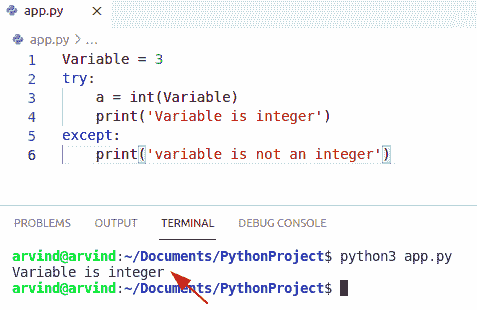 app.py
app.py > ...
1 Variable = 3
2 try:
3     a = int(Variable)
4     print('Variable is integer')
5 except:
6     print('variable is not an integer')
PROBLEMS OUTPUT TERMINAL DEBUG CONSOLE
arvind@arvind:~/Documents/PythonProject$ python3 app.py
Variable is integer
arvind@arvind:~/Documents/PythonProject$